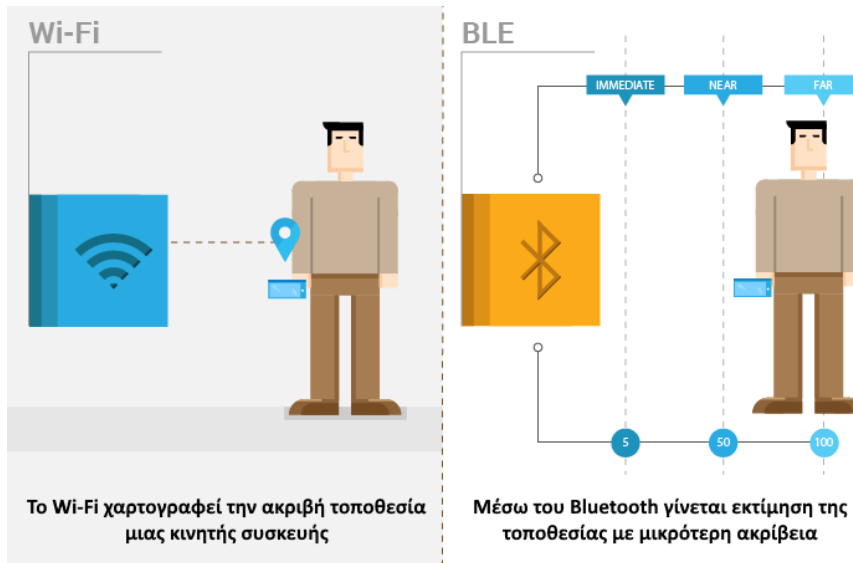 Wi-Fi
Το Wi-Fi χαρτογραφεί την ακριβή τοποθεσία
μιας κινητής συσκευής
BLE
IMMEDIATE
NEAR
FAR
5
50
100
Μέσω του Bluetooth γίνεται εκτίμηση της
τοποθεσίας με μικρότερη ακρίβεια